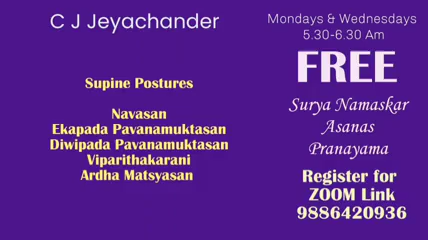 C J Jeyachander
Supine Postures
Navasan
Ekapada Pavanamuktasan
Dwipada Pavanamuktasan
Viparithakarani
Ardha Matsyasan
Mondays & Wednesdays
5.30-6.30 Am
FREE
Surya Namaskar
Asanas
Pranayama
Register for
ZOOM Link
9886420936